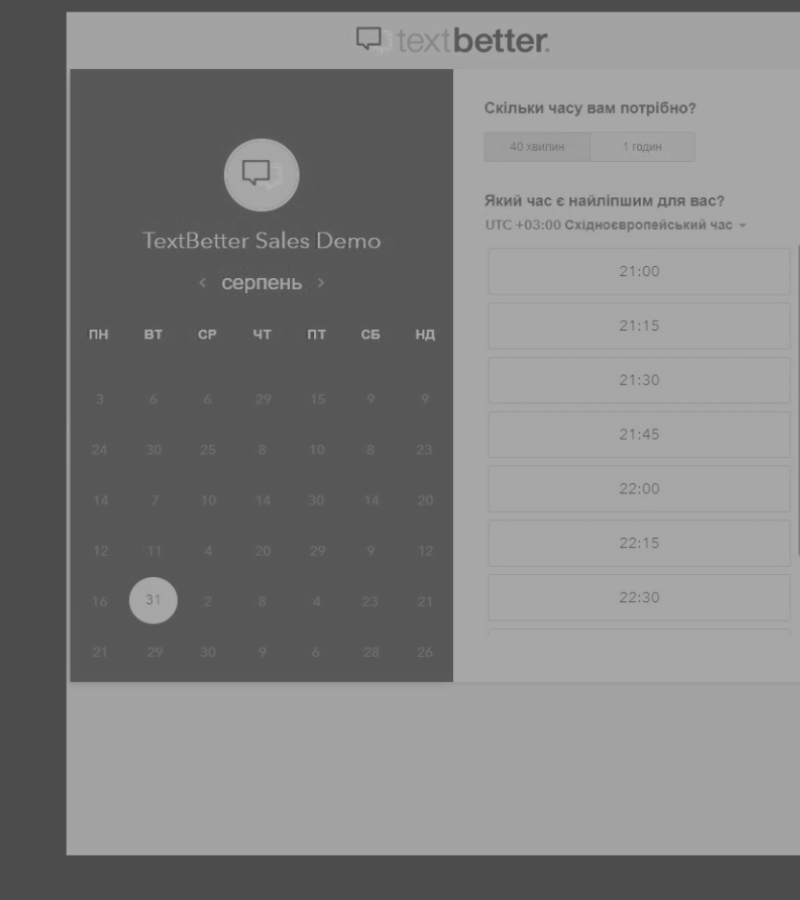 textbetter.
TextBetter Sales Demo
‹ серпень ›
ПН ВТ СР ЧТ ПТ СБ НД
3 6 6 29 15 9 9
24 30 25 8 10 8 23
14 7 10 14 30 14 20
12 11 4 20 29 9 12
16 31 2 8 4 23 21
21 29 30 9 6 28 26
Скільки часу вам потрібно?
40 хвилин 1 годин
Який час є найліпшим для вас?
UTC +03:00 Східноєвропейський час
21:00
21:15
21:30
21:45
22:00
22:15
22:30